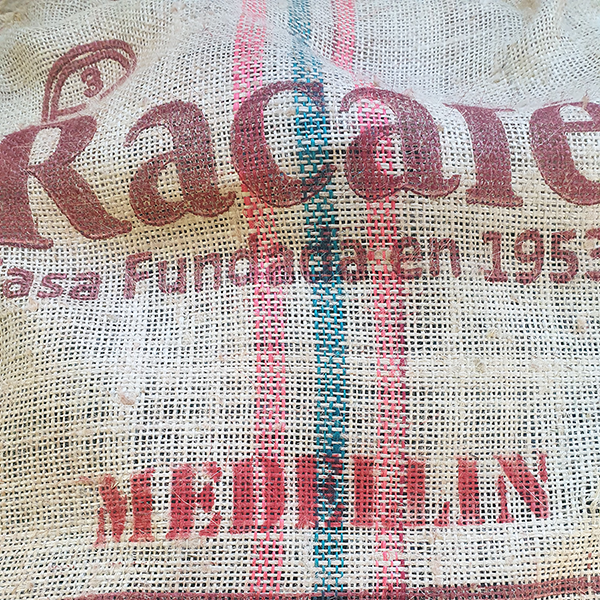 Racafe
Casa Fundada en 1953
MEDELLIN